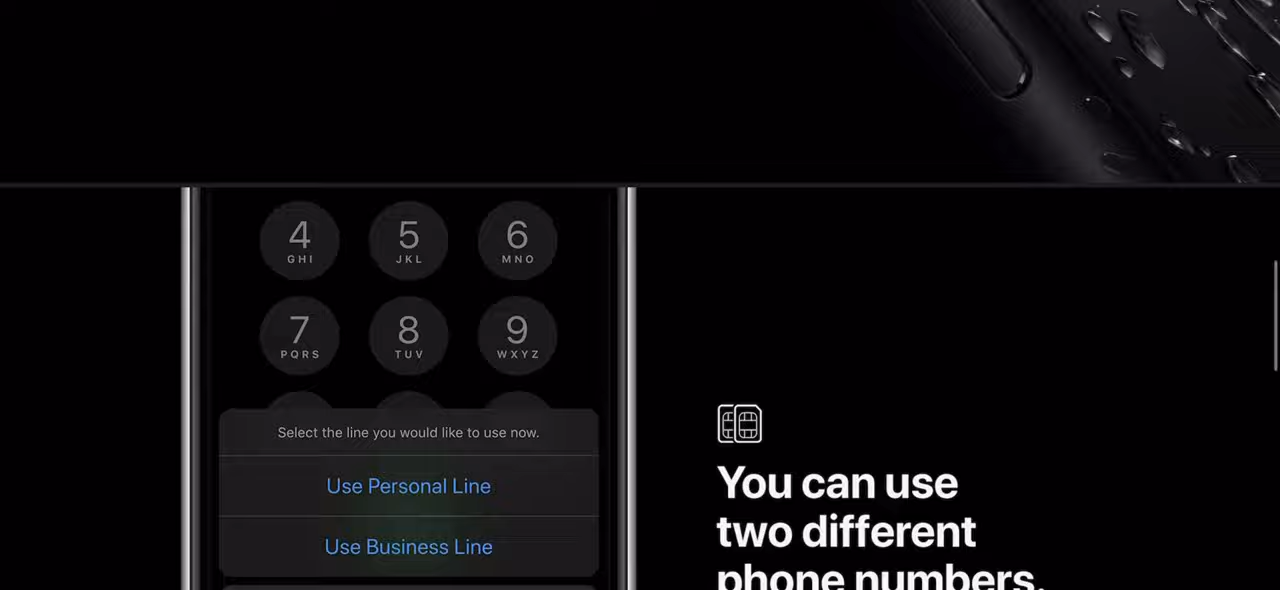 4 5 6
GHI JKL MNO
7 8 9
PQRS TUV WXYZ
Select the line you would like to use now.
Use Personal Line
Use Business Line
You can use
two different
phone numbers.